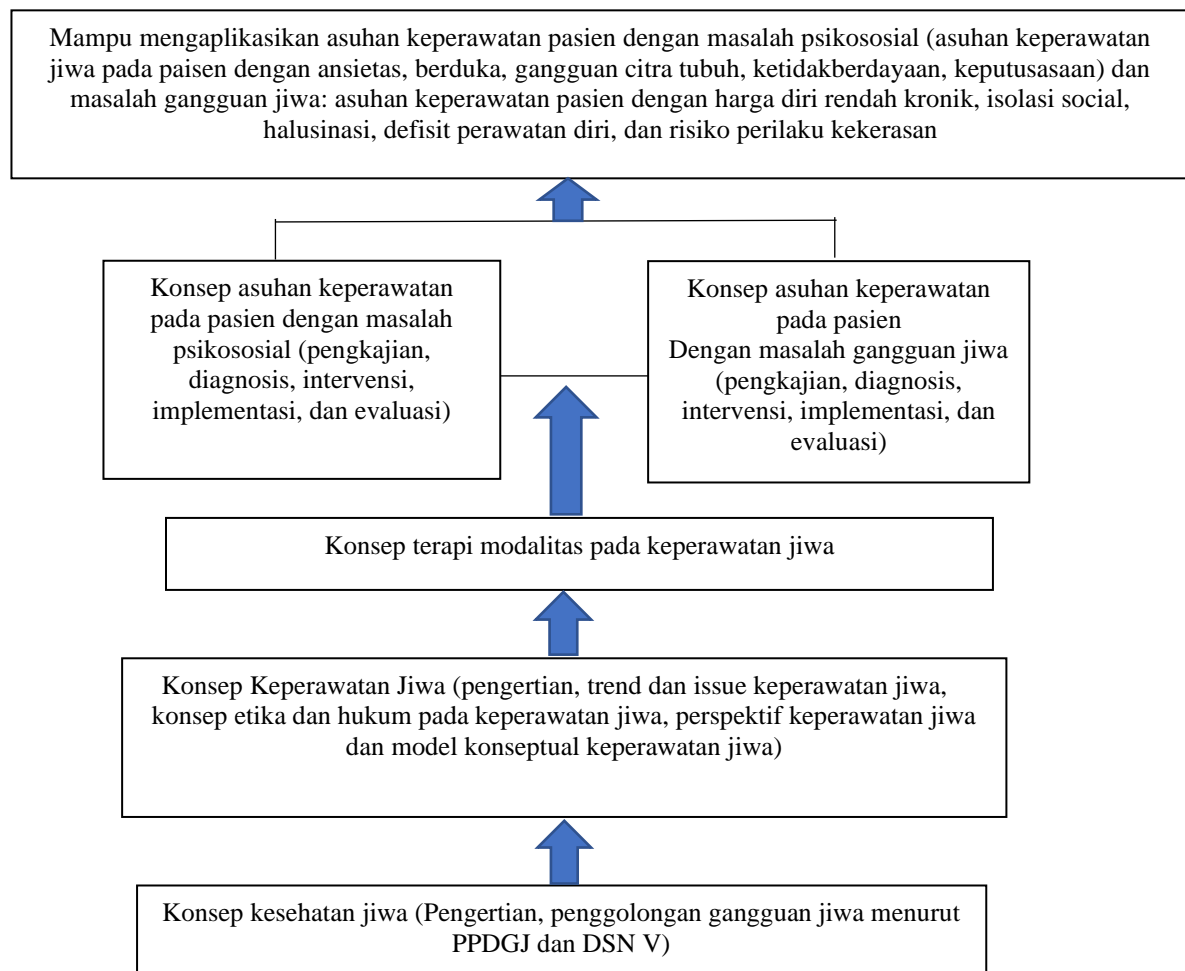 Mampu mengaplikasikan asuhan keperawatan pasien dengan masalah psikososial (asuhan keperawatan
jiwa pada paisen dengan ansietas, berduka, gangguan citra tubuh, ketidakberdayaan, keputusasaan) dan
masalah gangguan jiwa: asuhan keperawatan pasien dengan harga diri rendah kronik, isolasi social,
halusinasi, defisit perawatan diri, dan risiko perilaku kekerasan
Konsep asuhan keperawatan
pada pasien dengan masalah
psikososial (pengkajian,
diagnosis, intervensi,
implementasi, dan evaluasi)
Konsep asuhan keperawatan
pada pasien
Dengan masalah gangguan jiwa
(pengkajian, diagnosis,
intervensi, implementasi, dan
evaluasi)
Konsep terapi modalitas pada keperawatan jiwa
Konsep Keperawatan Jiwa (pengertian, trend dan issue keperawatan jiwa,
konsep etika dan hukum pada keperawatan jiwa, perspektif keperawatan jiwa
dan model konseptual keperawatan jiwa)
Konsep kesehatan jiwa (Pengertian, penggolongan gangguan jiwa menurut
PPDGJ dan DSN V)